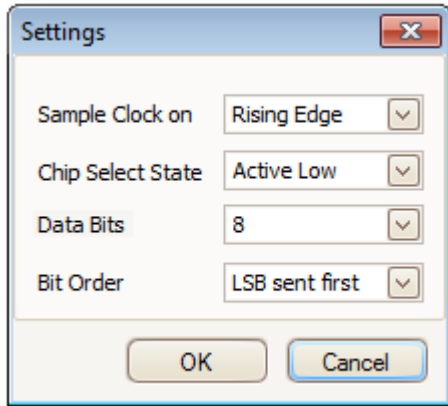 Settings
Sample Clock on Rising Edge
Chip Select State Active Low
Data Bits 8
Bit Order LSB sent first
OK Cancel